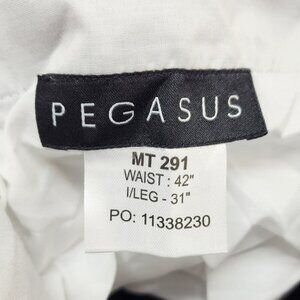 PEGASUS
MT 291
WAIST : 42"
I/LEG - 31"
PO: 11338230